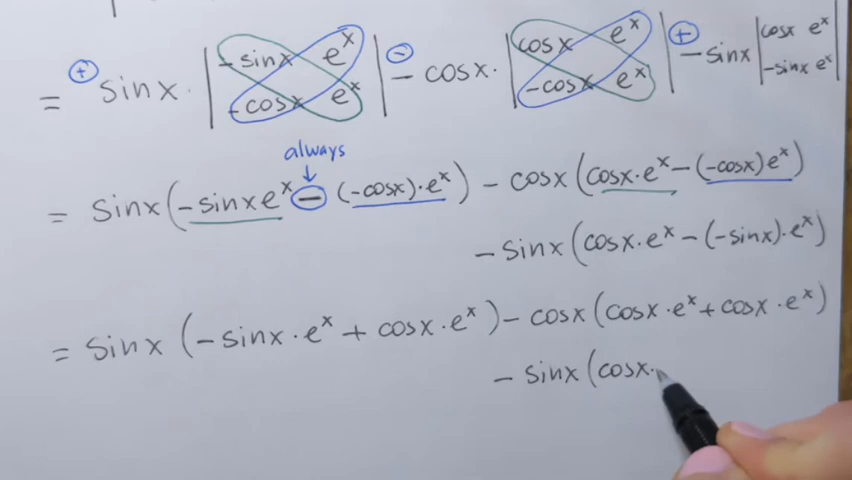 = ⊕ sinx · | -sinx e^x | ⊖ - cosx · | cosx e^x | ⊕ - sinx | cosx e^x |
| -cosx e^x | | -cosx e^x | | -sinx e^x |
always
↓
= sinx (-sinx e^x - (-cosx)·e^x) - cosx (cosx·e^x - (-cosx)e^x)
- sinx (cosx·e^x - (-sinx)·e^x)
= sinx (-sinx·e^x + cosx·e^x) - cosx (cosx·e^x + cosx·e^x)
- sinx (cosx·